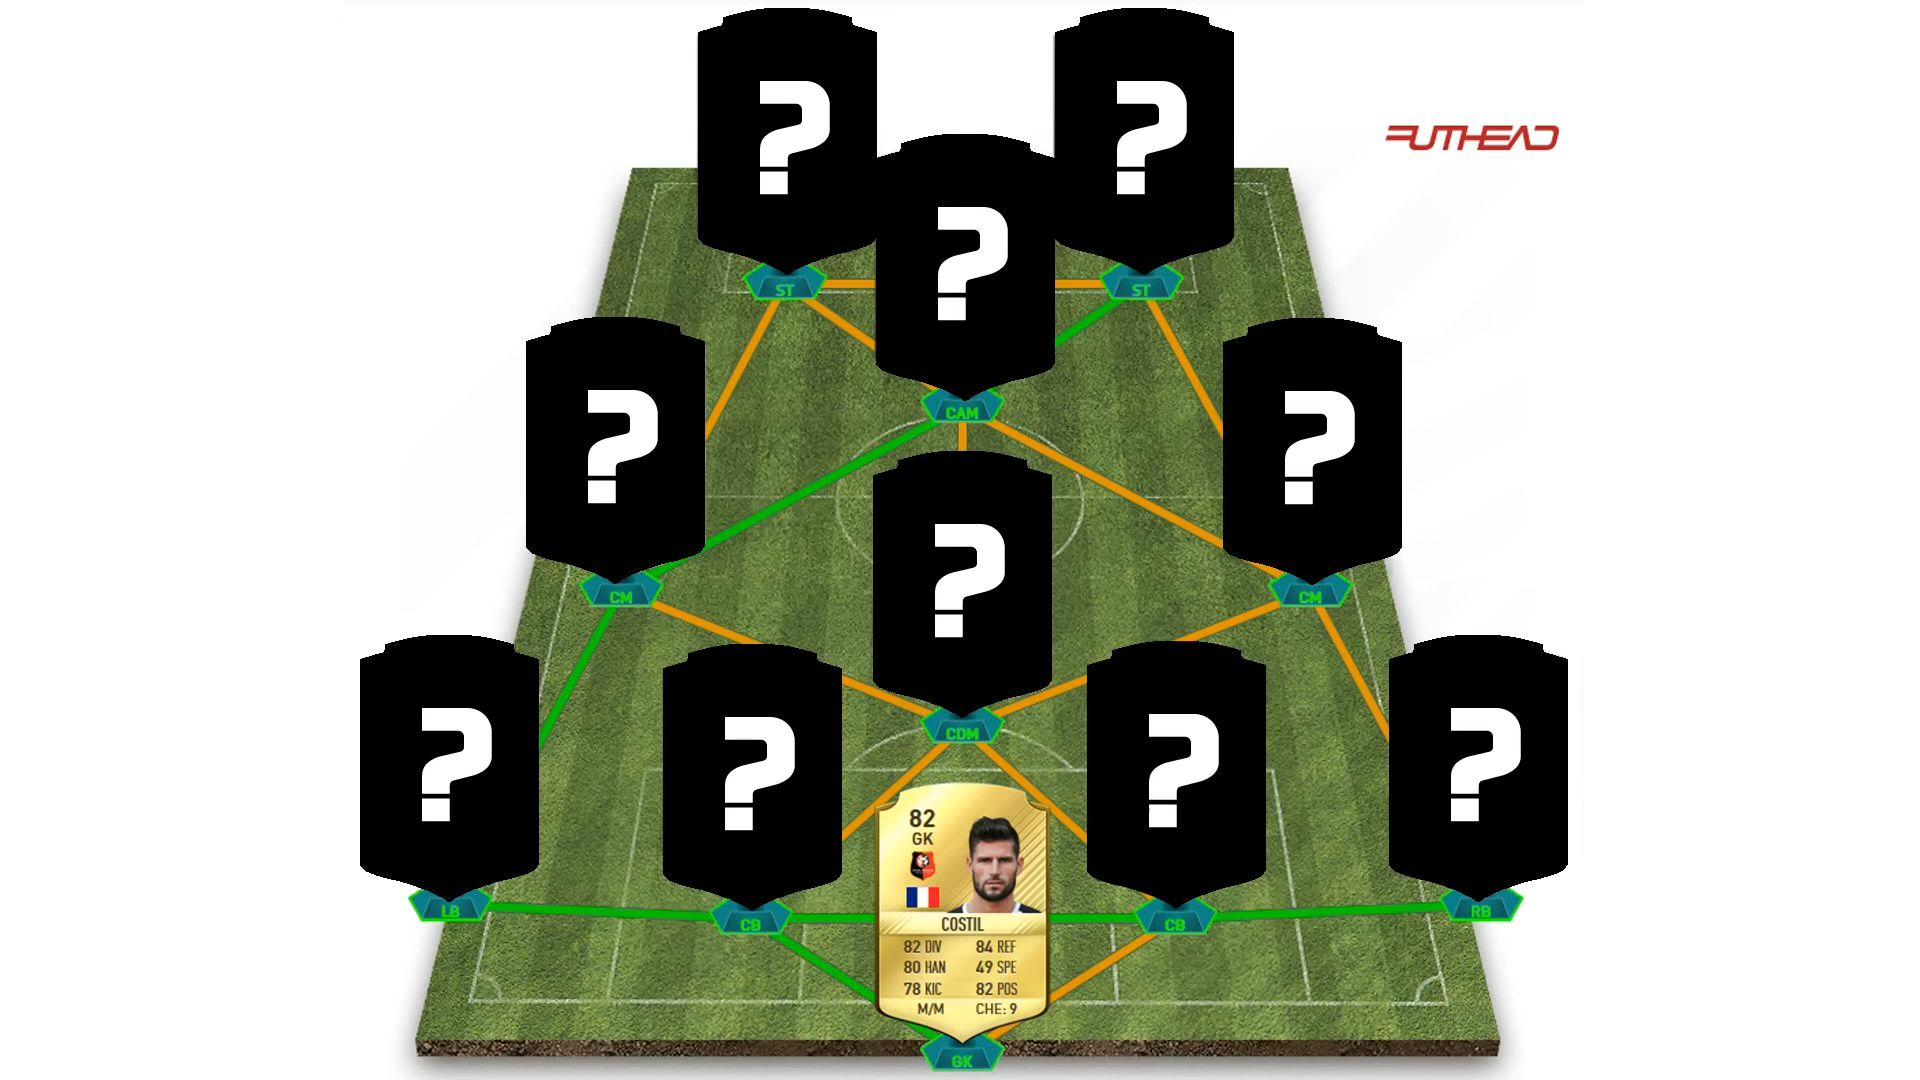 ?
?
FUTHEAD
?
ST
ST
?
?
CAM
?
CM
CM
?
?
?
?
CDM
82
GK
COSTIL
82 DIV 84 REF
80 HAN 49 SPE
78 KIC 82 POS
M/M CHE: 9
LB
CB
CB
RB
GK